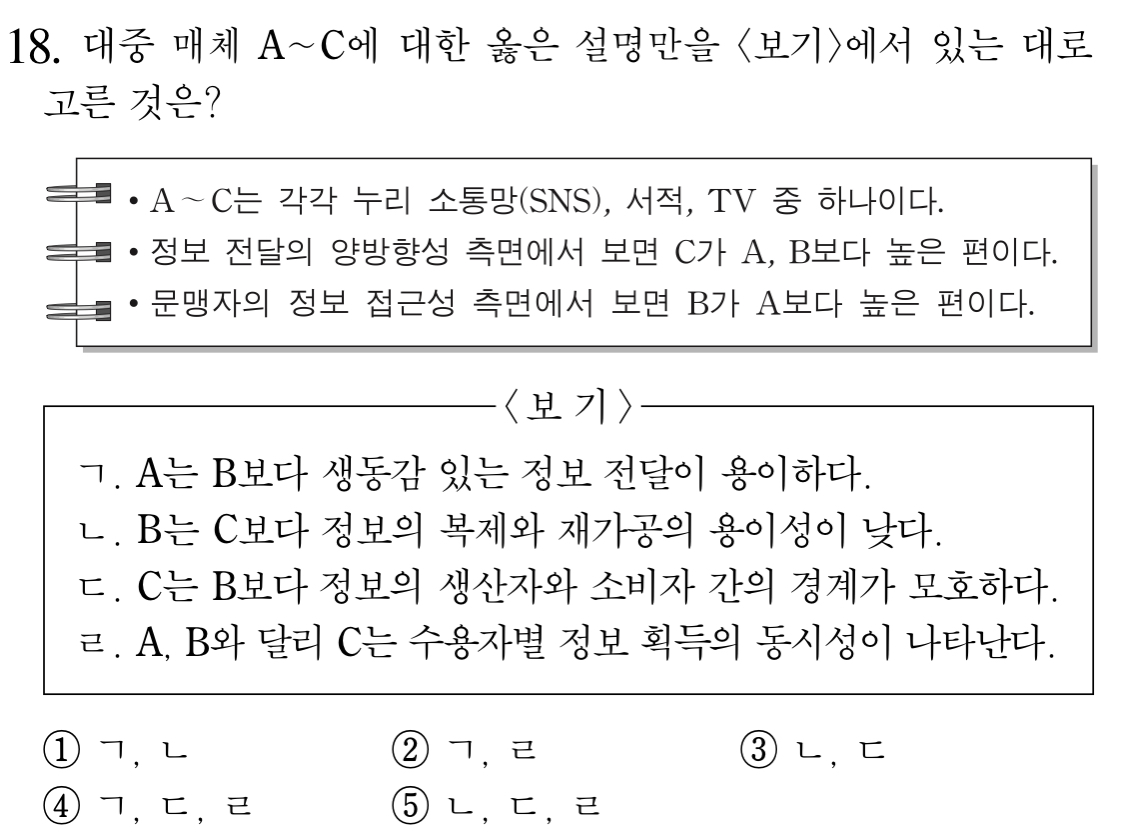 18. 대중 매체 A~C에 대한 옳은 설명만을 〈보기〉에서 있는 대로
고른 것은?
• A ~ C는 각각 누리 소통망(SNS), 서적, TV 중 하나이다.
• 정보 전달의 양방향성 측면에서 보면 C가 A, B보다 높은 편이다.
• 문맹자의 정보 접근성 측면에서 보면 B가 A보다 높은 편이다.
〈보 기〉
ㄱ. A는 B보다 생동감 있는 정보 전달이 용이하다.
ㄴ. B는 C보다 정보의 복제와 재가공의 용이성이 낮다.
ㄷ. C는 B보다 정보의 생산자와 소비자 간의 경계가 모호하다.
ㄹ. A, B와 달리 C는 수용자별 정보 획득의 동시성이 나타난다.
① ㄱ, ㄴ ② ㄱ, ㄹ ③ ㄴ, ㄷ
④ ㄱ, ㄷ, ㄹ ⑤ ㄴ, ㄷ, ㄹ